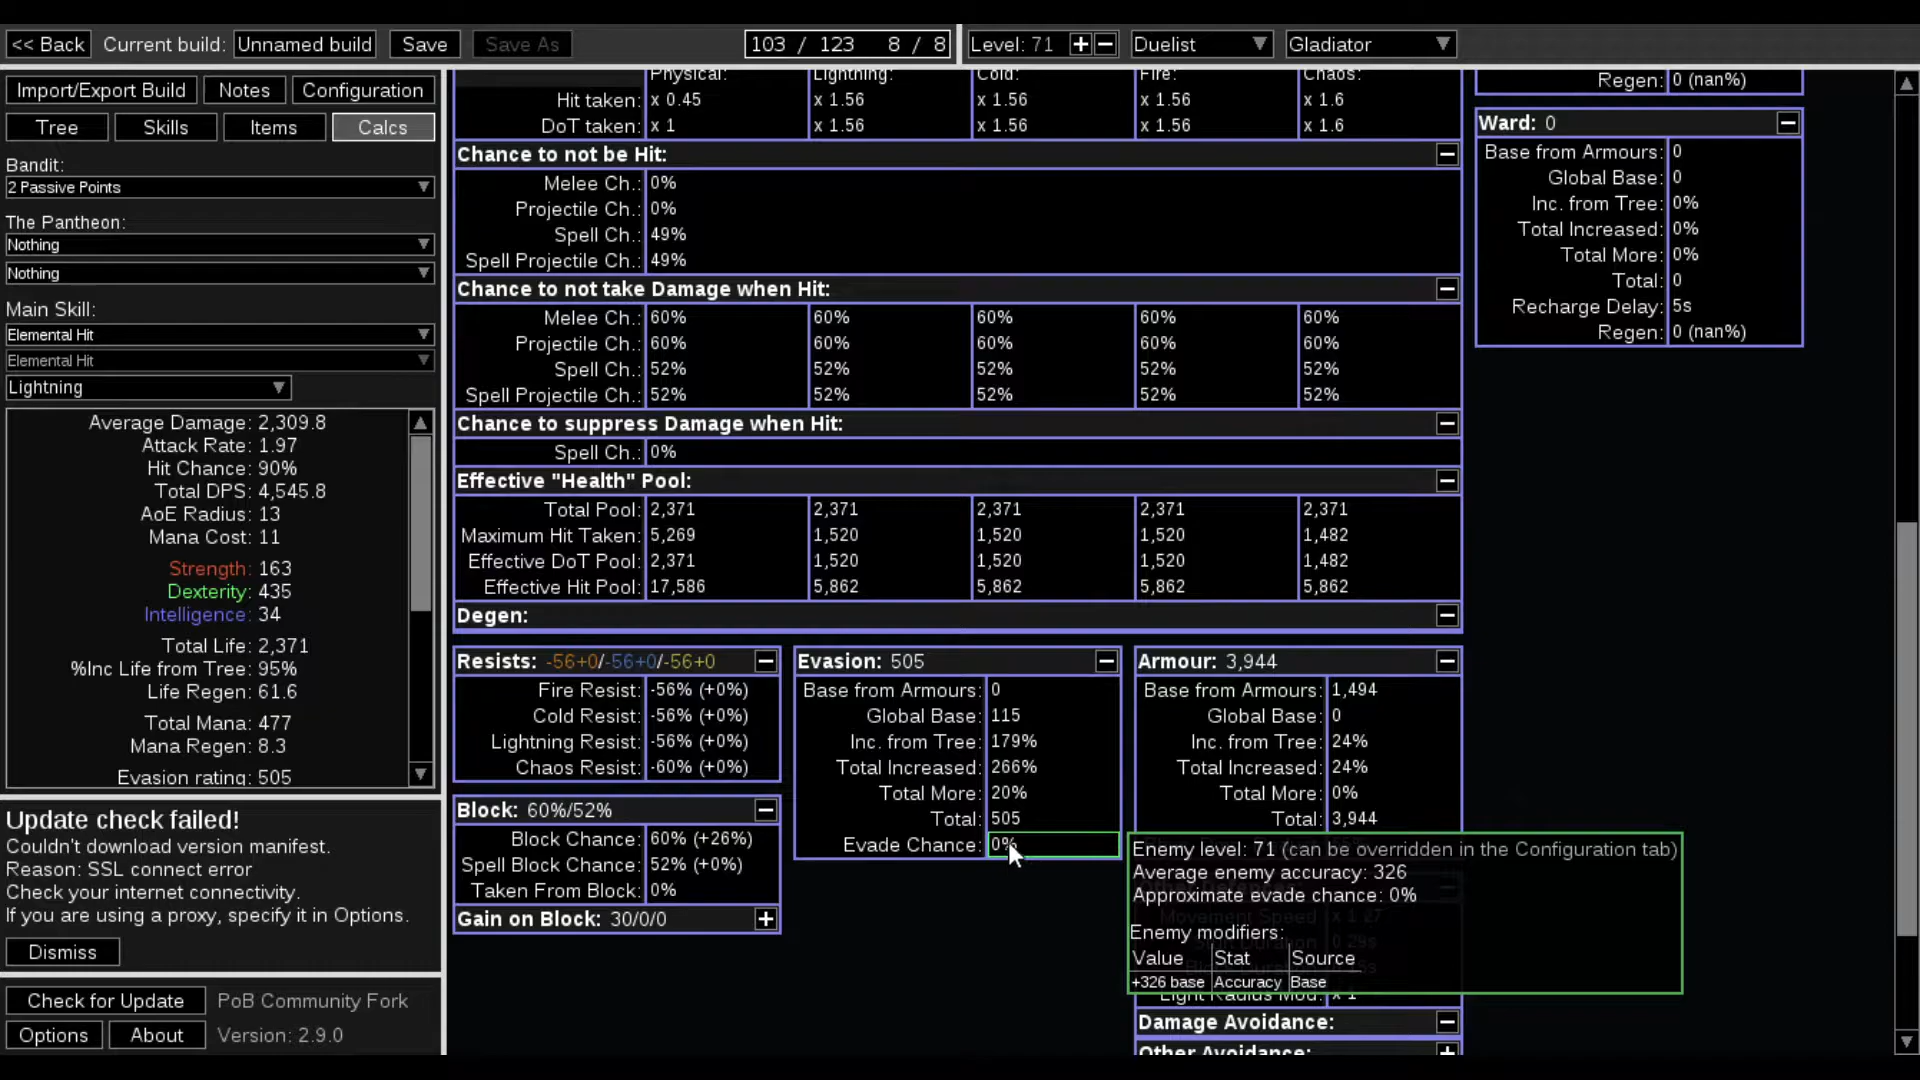 << Back Current build: Unnamed build Save Save As 103 / 123 8 / 8 Level: 71 + - Duelist Gladiator
Import/Export Build Notes Configuration
Tree Skills Items Calcs
Bandit:
2 Passive Points
The Pantheon:
Nothing
Nothing
Main Skill:
Elemental Hit
Elemental Hit
Lightning
Average Damage: 2,309.8
Attack Rate: 1.97
Hit Chance: 90%
Total DPS: 4,545.8
AoE Radius: 13
Mana Cost: 11
Strength: 163
Dexterity: 435
Intelligence: 34
Total Life: 2,371
%Inc Life from Tree: 95%
Life Regen: 61.6
Total Mana: 477
Mana Regen: 8.3
Evasion rating: 505
Update check failed!
Couldn't download version manifest.
Reason: SSL connect error
Check your internet connectivity.
If you are using a proxy, specify it in Options.
Dismiss
Check for Update PoB Community Fork
Options About Version: 2.9.0
Physical: Lightning: Cold: Fire: Chaos:
Hit taken: x 0.45 x 1.56 x 1.56 x 1.56 x 1.6
DoT taken: x 1 x 1.56 x 1.56 x 1.56 x 1.6
Chance to not be Hit:
Melee Ch.: 0%
Projectile Ch.: 0%
Spell Ch.: 49%
Spell Projectile Ch.: 49%
Chance to not take Damage when Hit:
Melee Ch.: 60% 60% 60% 60% 60%
Projectile Ch.: 60% 60% 60% 60% 60%
Spell Ch.: 52% 52% 52% 52% 52%
Spell Projectile Ch.: 52% 52% 52% 52% 52%
Chance to suppress Damage when Hit:
Spell Ch.: 0%
Effective "Health" Pool:
Total Pool: 2,371 2,371 2,371 2,371 2,371
Maximum Hit Taken: 5,269 1,520 1,520 1,520 1,482
Effective DoT Pool: 2,371 1,520 1,520 1,520 1,482
Effective Hit Pool: 17,586 5,862 5,862 5,862 5,862
Degen:
Resists: -56+0/-56+0/-56+0
Fire Resist: -56% (+0%)
Cold Resist: -56% (+0%)
Lightning Resist: -56% (+0%)
Chaos Resist: -60% (+0%)
Block: 60%/52%
Block Chance: 60% (+26%)
Spell Block Chance: 52% (+0%)
Taken From Block: 0%
Gain on Block: 30/0/0
Evasion: 505
Base from Armours: 0
Global Base: 115
Inc. from Tree: 179%
Total Increased: 266%
Total More: 20%
Total: 505
Evade Chance: 0%
Armour: 3,944
Base from Armours: 1,494
Global Base: 0
Inc. from Tree: 24%
Total Increased: 24%
Total More: 0%
Total: 3,944
Enemy level: 71 (can be overridden in the Configuration tab)
Average enemy accuracy: 326
Approximate evade chance: 0%
Enemy modifiers:
Value Stat Source
+326 base Accuracy Base
Movement Speed x 1.27
Light Radius Mod: x 1
Damage Avoidance:
Other Avoidance:
Regen: 0 (nan%)
Ward: 0
Base from Armours: 0
Global Base: 0
Inc. from Tree: 0%
Total Increased: 0%
Total More: 0%
Total: 0
Recharge Delay: 5s
Regen: 0 (nan%)